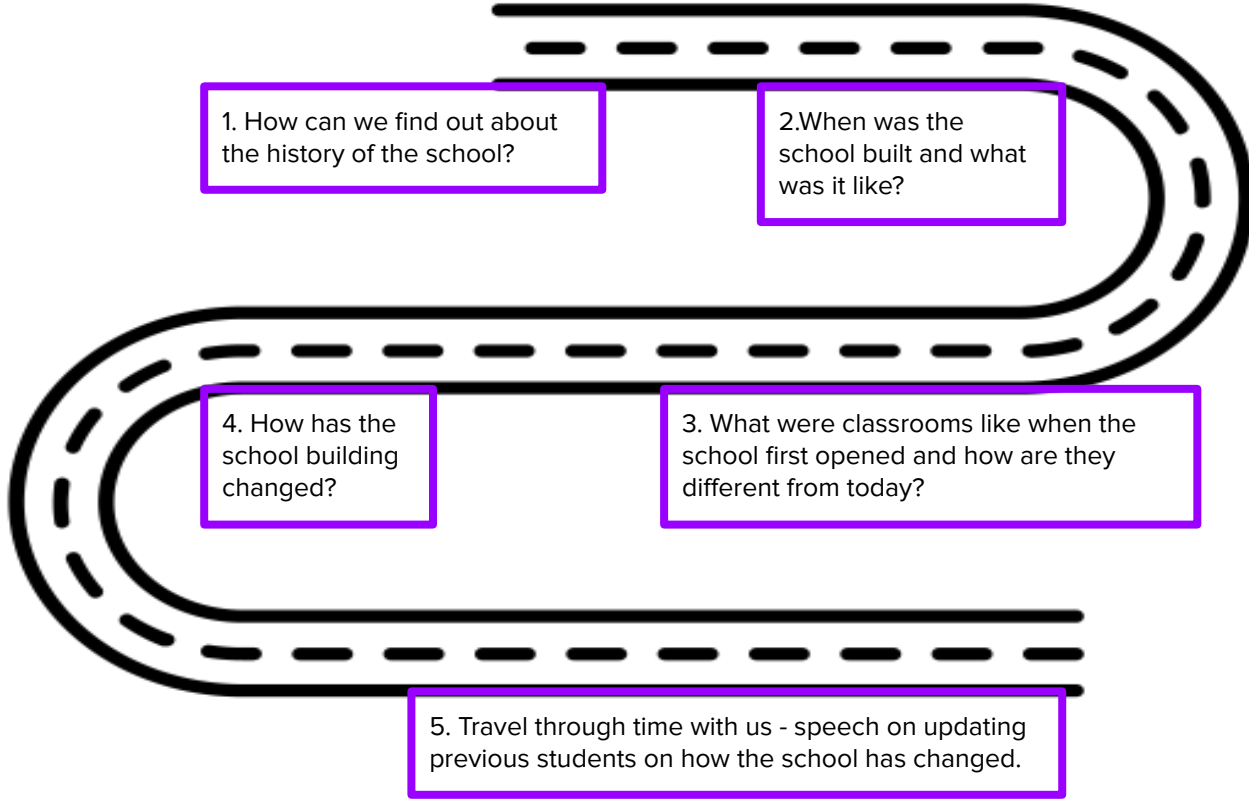 1. How can we find out about
the history of the school?
2.When was the
school built and what
was it like?
3. What were classrooms like when the
school first opened and how are they
different from today?
4. How has the
school building
changed?
5. Travel through time with us - speech on updating
previous students on how the school has changed.